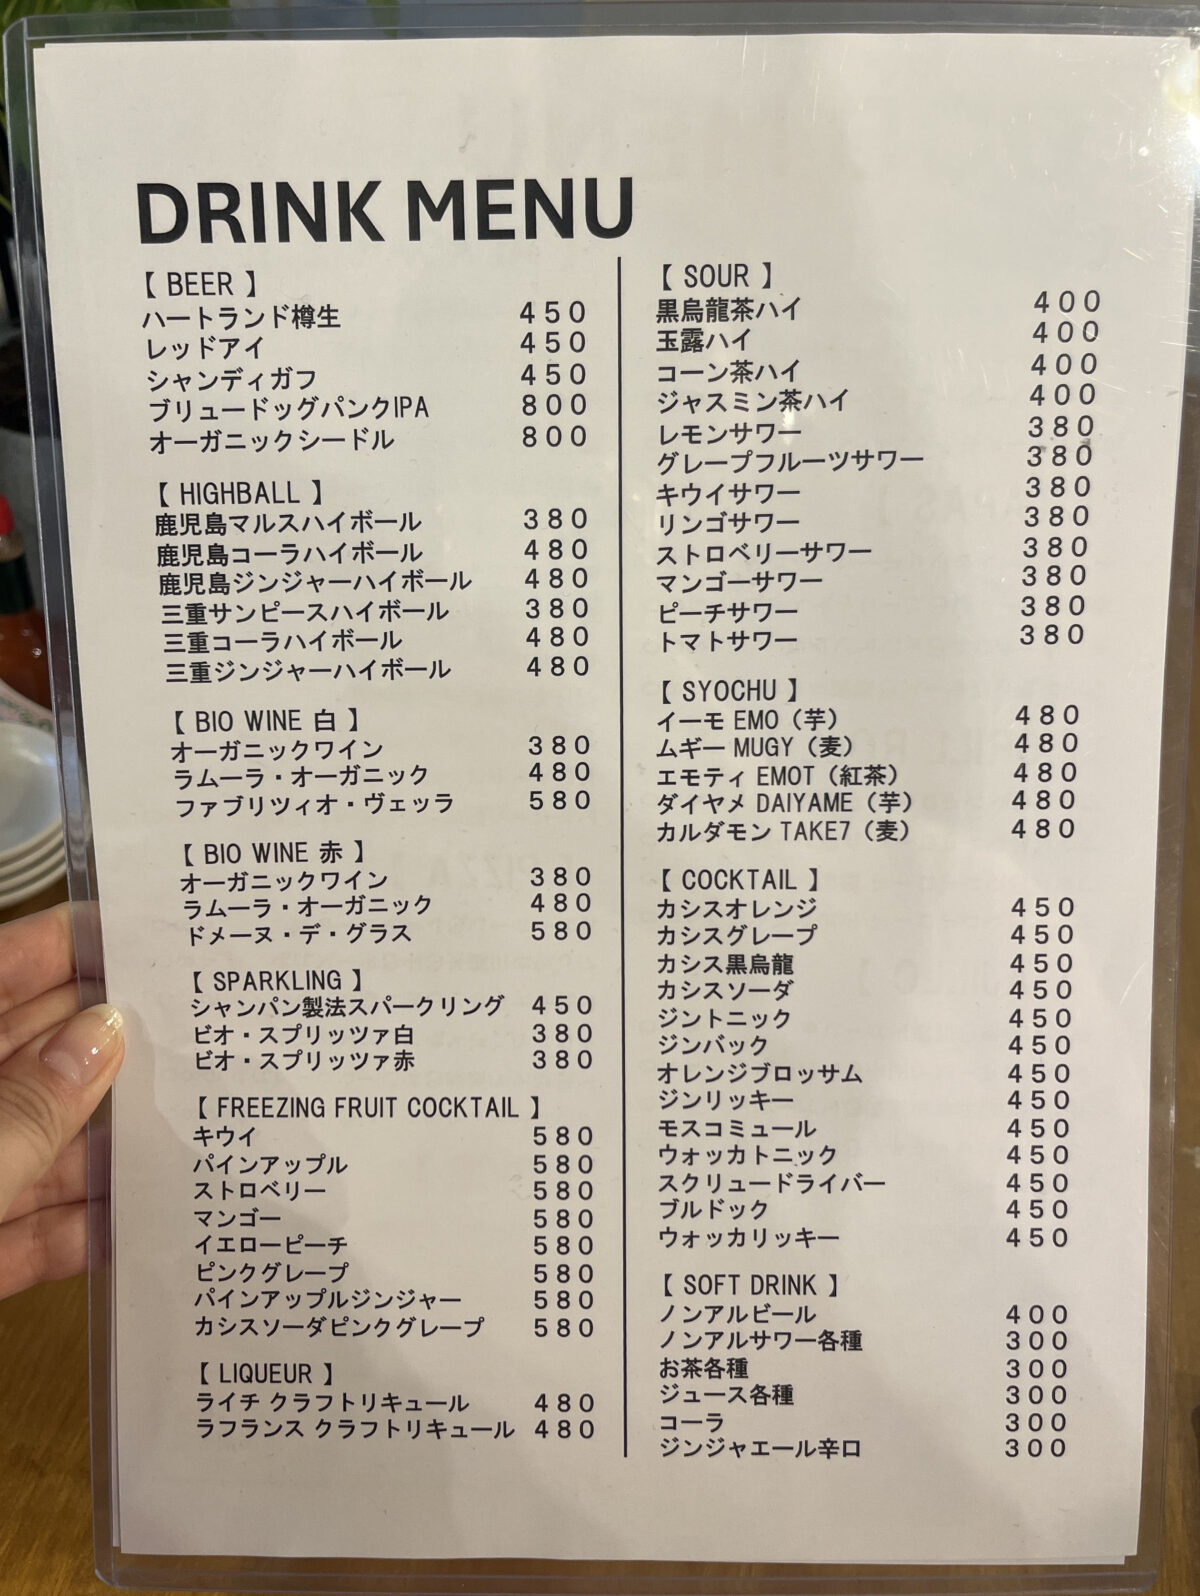 DRINK MENU
【 BEER 】
ハートランド樽生 450
レッドアイ 450
シャンディガフ 450
ブリュードッグパンクIPA 800
オーガニックシードル 800
【 HIGHBALL 】
鹿児島マルスハイボール 380
鹿児島コーラハイボール 480
鹿児島ジンジャーハイボール 480
三重サンピースハイボール 380
三重コーラハイボール 480
三重ジンジャーハイボール 480
【 BIO WINE 白 】
オーガニックワイン 380
ラムーラ・オーガニック 480
ファブリツィオ・ヴェッラ 580
【 BIO WINE 赤 】
オーガニックワイン 380
ラムーラ・オーガニック 480
ドメーヌ・デ・グラス 580
【 SPARKLING 】
シャンパン製法スパークリング 450
ビオ・スプリッツァ白 380
ビオ・スプリッツァ赤 380
【 FREEZING FRUIT COCKTAIL 】
キウイ 580
パインアップル 580
ストロベリー 580
マンゴー 580
イエローピーチ 580
ピンクグレープ 580
パインアップルジンジャー 580
カシスソーダピンクグレープ 580
【 LIQUEUR 】
ライチ クラフトリキュール 480
ラフランス クラフトリキュール 480
【 SOUR 】
黒烏龍茶ハイ 400
玉露ハイ 400
コーン茶ハイ 400
ジャスミン茶ハイ 400
レモンサワー 380
グレープフルーツサワー 380
キウイサワー 380
リンゴサワー 380
ストロベリーサワー 380
マンゴーサワー 380
ピーチサワー 380
トマトサワー 380
【 SYOCHU 】
イーモ EMO（芋） 480
ムギー MUGY（麦） 480
エモティ EMOT（紅茶） 480
ダイヤメ DAIYAME（芋） 480
カルダモン TAKE7（麦） 480
【 COCKTAIL 】
カシスオレンジ 450
カシスグレープ 450
カシス黒烏龍 450
カシスソーダ 450
ジントニック 450
ジンバック 450
オレンジブロッサム 450
ジンリッキー 450
モスコミュール 450
ウォッカトニック 450
スクリュードライバー 450
ブルドック 450
ウォッカリッキー 450
【 SOFT DRINK 】
ノンアルビール 400
ノンアルサワー各種 300
お茶各種 300
ジュース各種 300
コーラ 300
ジンジャエール辛口 300